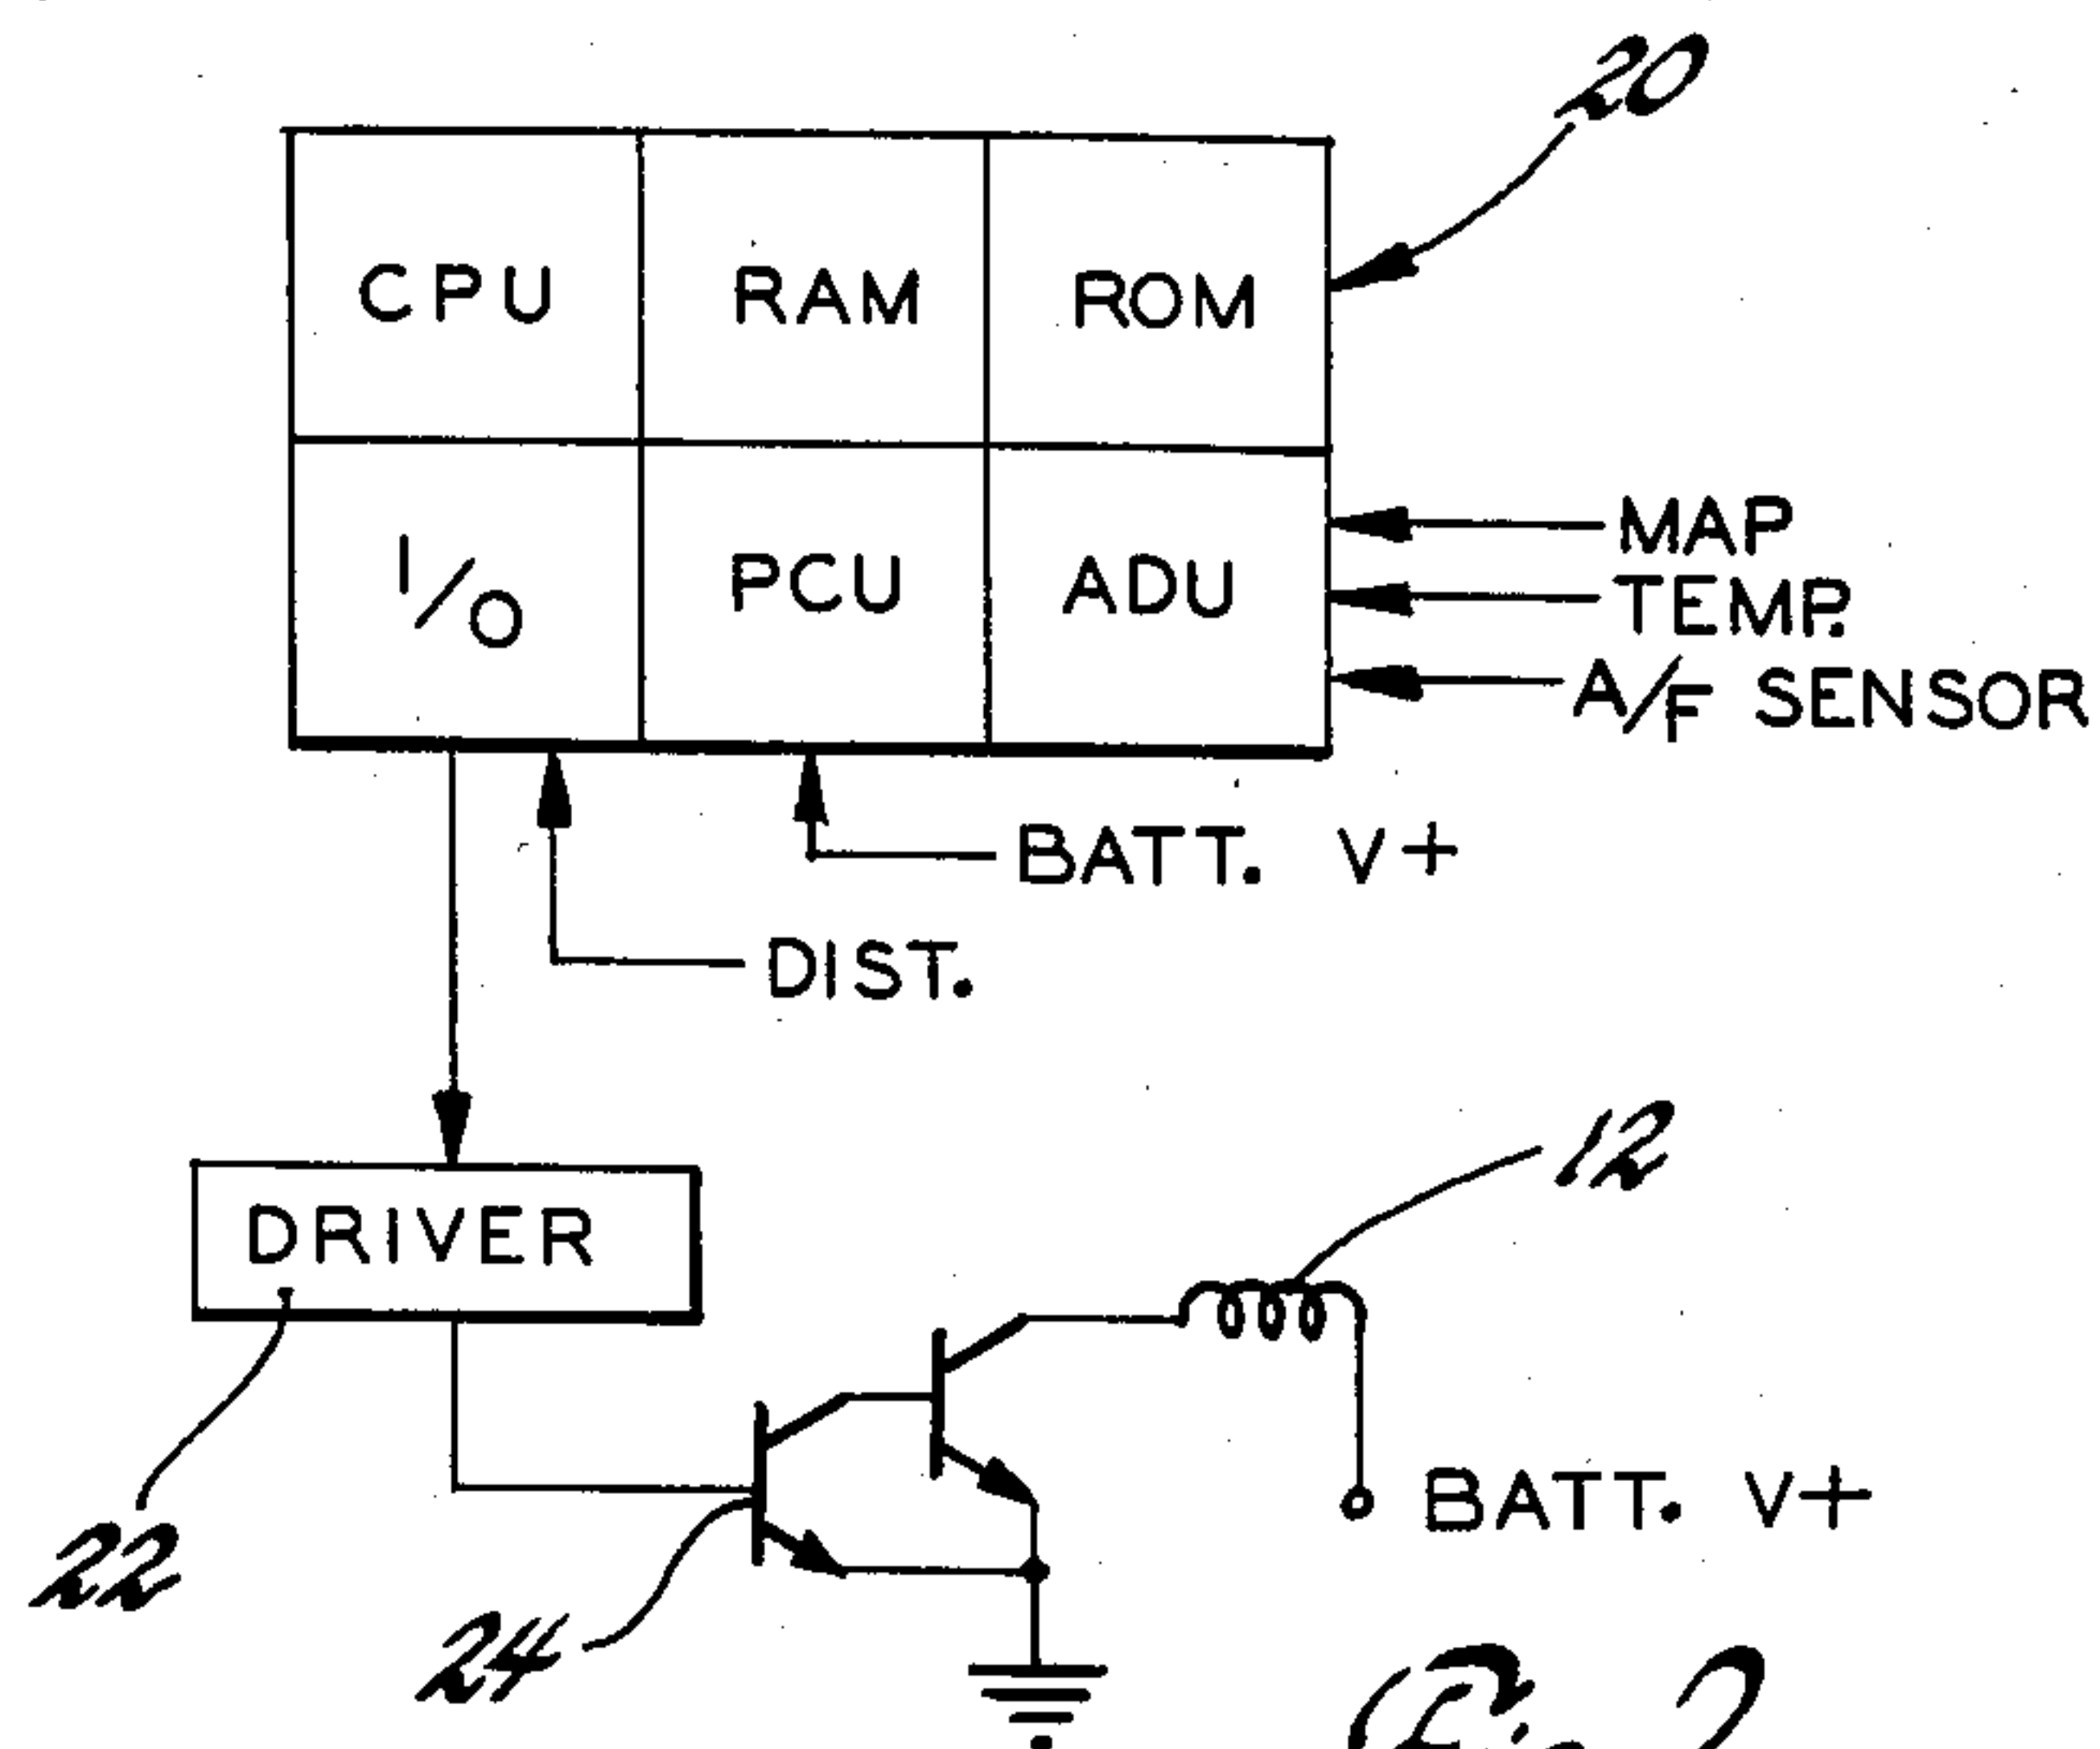 20
CPU RAM ROM
I/O PCU ADU
MAP
TEMP.
A/F SENSOR
BATT. V+
DIST.
12
DRIVER
BATT. V+
22
24